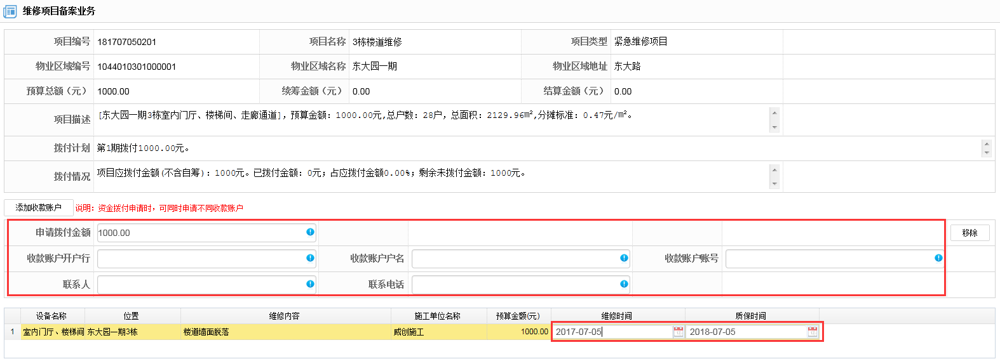 维修项目备案业务
项目编号 181707050201 项目名称 3栋楼道维修 项目类型 紧急维修项目
物业区域编号 1044010301000001 物业区域名称 东大园一期 物业区域地址 东大路
预算总额（元） 1000.00 续筹金额（元） 0.00 结算金额（元） 0.00
项目描述 [东大园一期3栋室内门厅、楼梯间、走廊通道]，预算金额：1000.00元,总户数：28户，总面积：2129.96㎡,分摊标准：0.47元/㎡。
拨付计划 第1期拨付1000.00元。
拨付情况 项目应拨付金额(不含自筹)：1000元。已拨付金额：0元；占应拨付金额0.00%；剩余未拨付金额：1000元。
添加收款账户 说明：资金拨付申请时，可同时申请不同收款账户
申请拨付金额 1000.00 移除
收款账户开户行 收款账户户名 收款账户账号
联系人 联系电话
设备名称 位置 维修内容 施工单位名称 预算金额(元) 维修时间 质保时间
1 室内门厅、楼梯间 东大园一期3栋 楼道墙面脱落 威创施工 1000.00 2017-07-05 2018-07-05